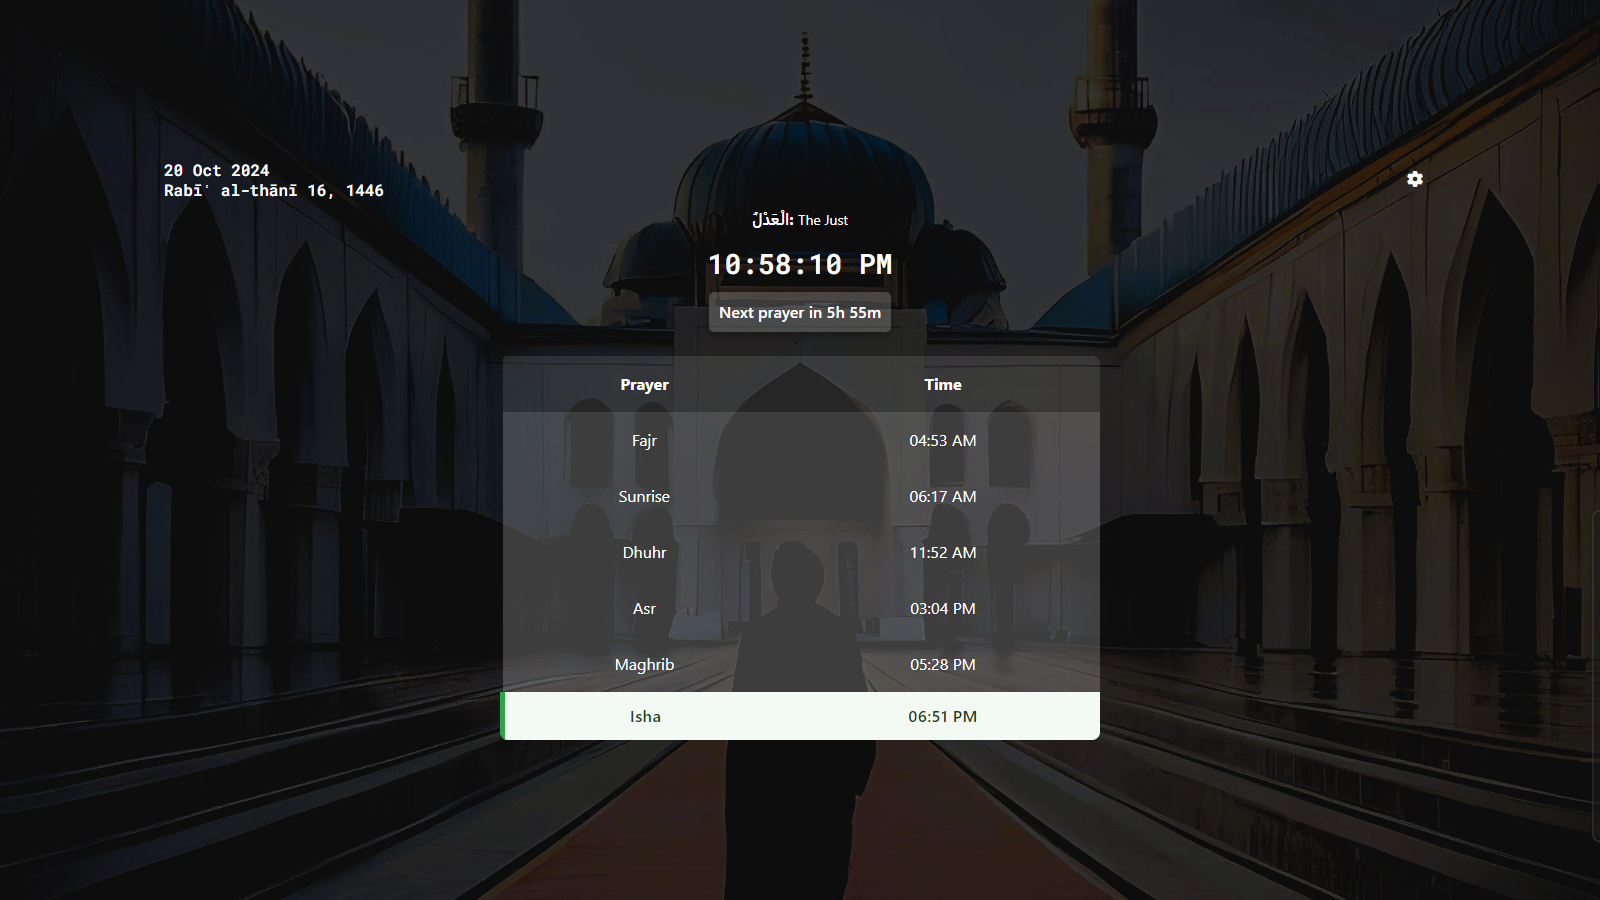 20 Oct 2024
Rabīʿ al-thānī 16, 1446
الْعَدْلُ: The Just
10:58:10 PM
Next prayer in 5h 55m
Prayer Time
Fajr 04:53 AM
Sunrise 06:17 AM
Dhuhr 11:52 AM
Asr 03:04 PM
Maghrib 05:28 PM
Isha 06:51 PM